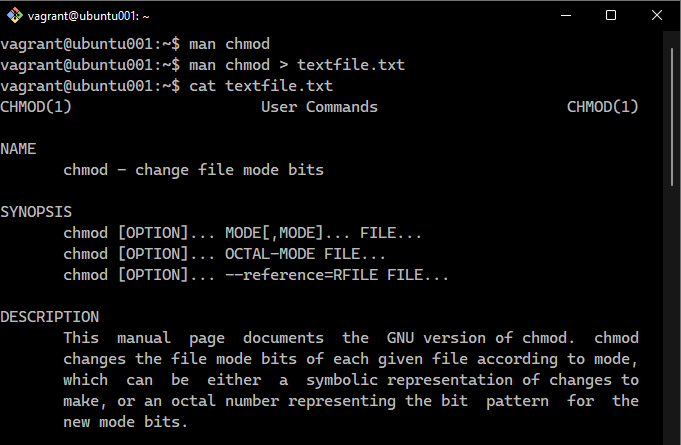 vagrant@ubuntu001: ~
vagrant@ubuntu001:~$ man chmod
vagrant@ubuntu001:~$ man chmod > textfile.txt
vagrant@ubuntu001:~$ cat textfile.txt
CHMOD(1)                     User Commands                     CHMOD(1)
NAME
       chmod - change file mode bits
SYNOPSIS
       chmod [OPTION]... MODE[,MODE]... FILE...
       chmod [OPTION]... OCTAL-MODE FILE...
       chmod [OPTION]... --reference=RFILE FILE...
DESCRIPTION
       This  manual  page  documents  the  GNU version of chmod.  chmod
       changes the file mode bits of each given file according to mode,
       which  can  be  either  a  symbolic representation of changes to
       make, or an octal number representing the bit  pattern  for  the
       new mode bits.